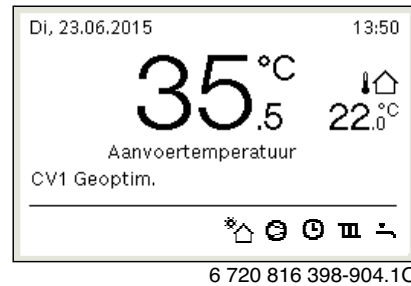 Di, 23.06.2015 13:50
35.5 °C
22.0 °C
Aanvoertemperatuur
CV1 Geoptim.
6 720 816 398-904.1O